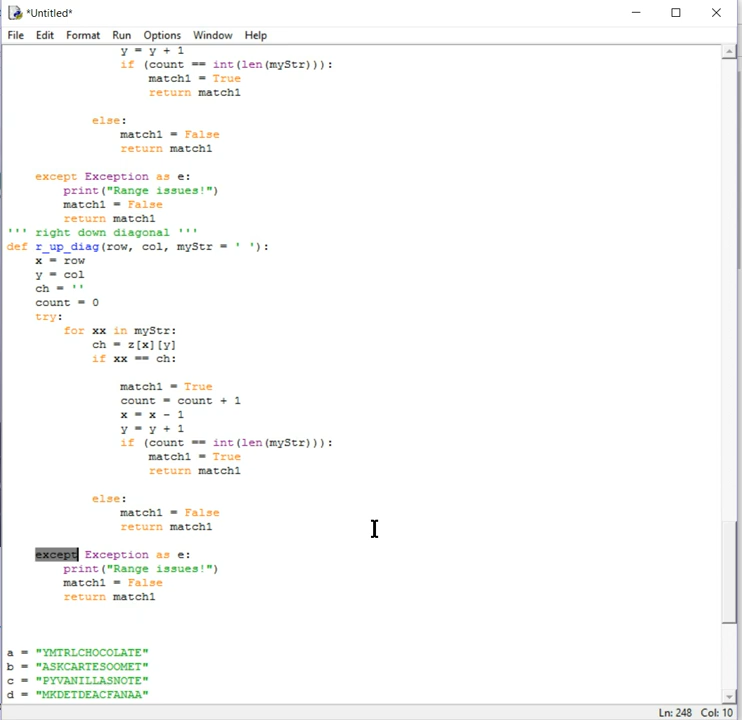 *Untitled*
File Edit Format Run Options Window Help
y = y + 1
if (count == int(len(myStr))):
match1 = True
return match1
else:
match1 = False
return match1
except Exception as e:
print("Range issues!")
match1 = False
return match1
''' right down diagonal '''
def r_up_diag(row, col, myStr = ' '):
x = row
y = col
ch = ''
count = 0
try:
for xx in myStr:
ch = z[x][y]
if xx == ch:
match1 = True
count = count + 1
x = x - 1
y = y + 1
if (count == int(len(myStr))):
match1 = True
return match1
else:
match1 = False
return match1
except Exception as e:
print("Range issues!")
match1 = False
return match1
a = "YMTRLCHOCOLATE"
b = "ASKCARTESOOMET"
c = "PYVANILLASNOTE"
d = "MKDETDEACFANAA"
Ln: 248 Col: 10